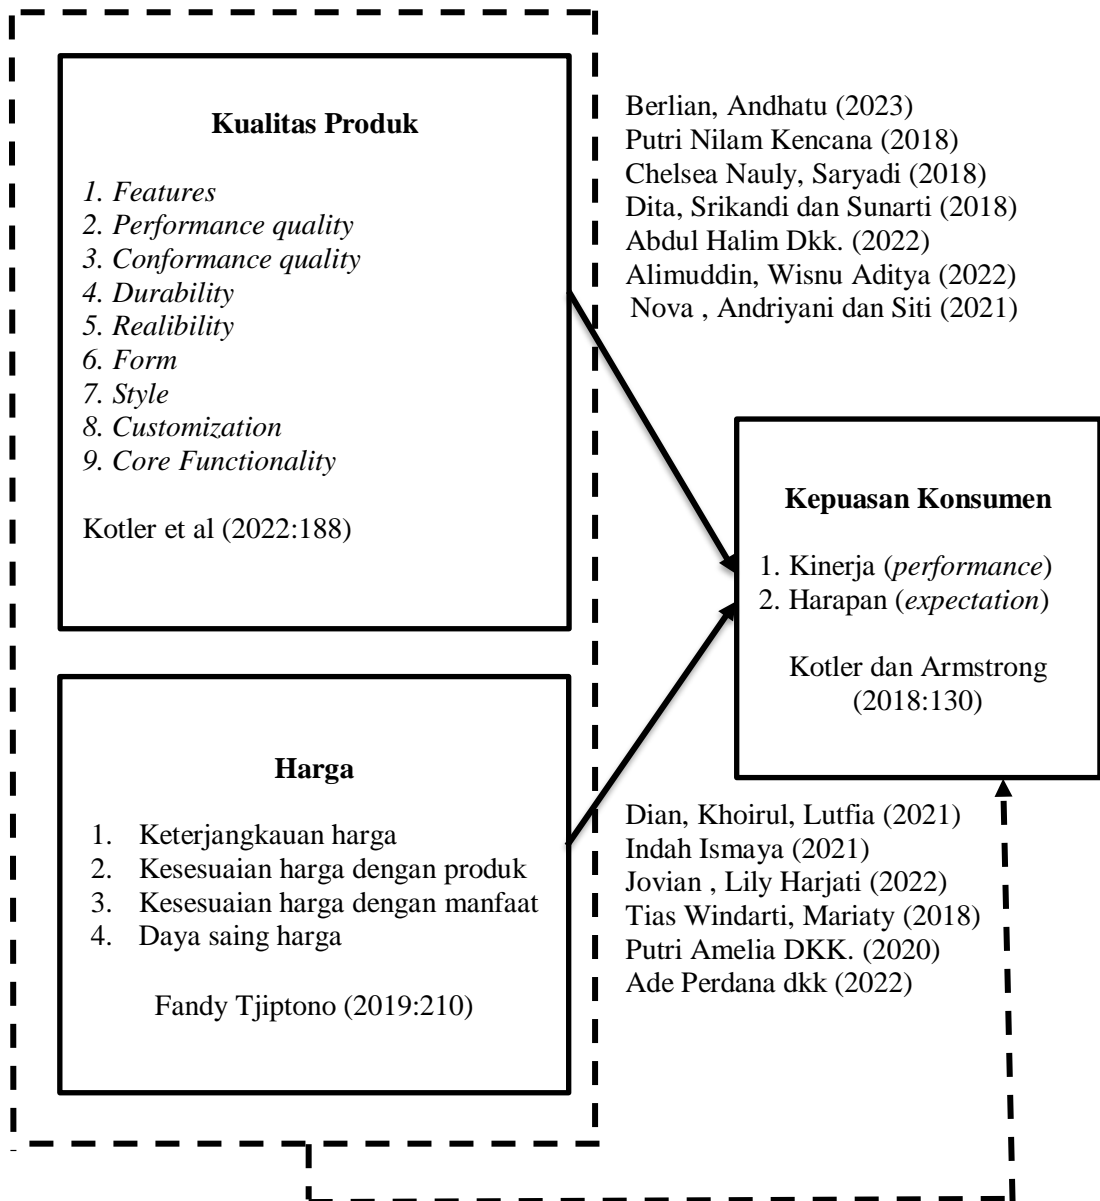 Kualitas Produk
1. Features
2. Performance quality
3. Conformance quality
4. Durability
5. Realibility
6. Form
7. Style
8. Customization
9. Core Functionality
Kotler et al (2022:188)
Berlian, Andhatu (2023)
Putri Nilam Kencana (2018)
Chelsea Nauly, Saryadi (2018)
Dita, Srikandi dan Sunarti (2018)
Abdul Halim Dkk. (2022)
Alimuddin, Wisnu Aditya (2022)
Nova , Andriyani dan Siti (2021)
Kepuasan Konsumen
1. Kinerja (performance)
2. Harapan (expectation)
Kotler dan Armstrong
(2018:130)
Harga
1. Keterjangkauan harga
2. Kesesuaian harga dengan produk
3. Kesesuaian harga dengan manfaat
4. Daya saing harga
Fandy Tjiptono (2019:210)
Dian, Khoirul, Lutfia (2021)
Indah Ismaya (2021)
Jovian , Lily Harjati (2022)
Tias Windarti, Mariaty (2018)
Putri Amelia DKK. (2020)
Ade Perdana dkk (2022)